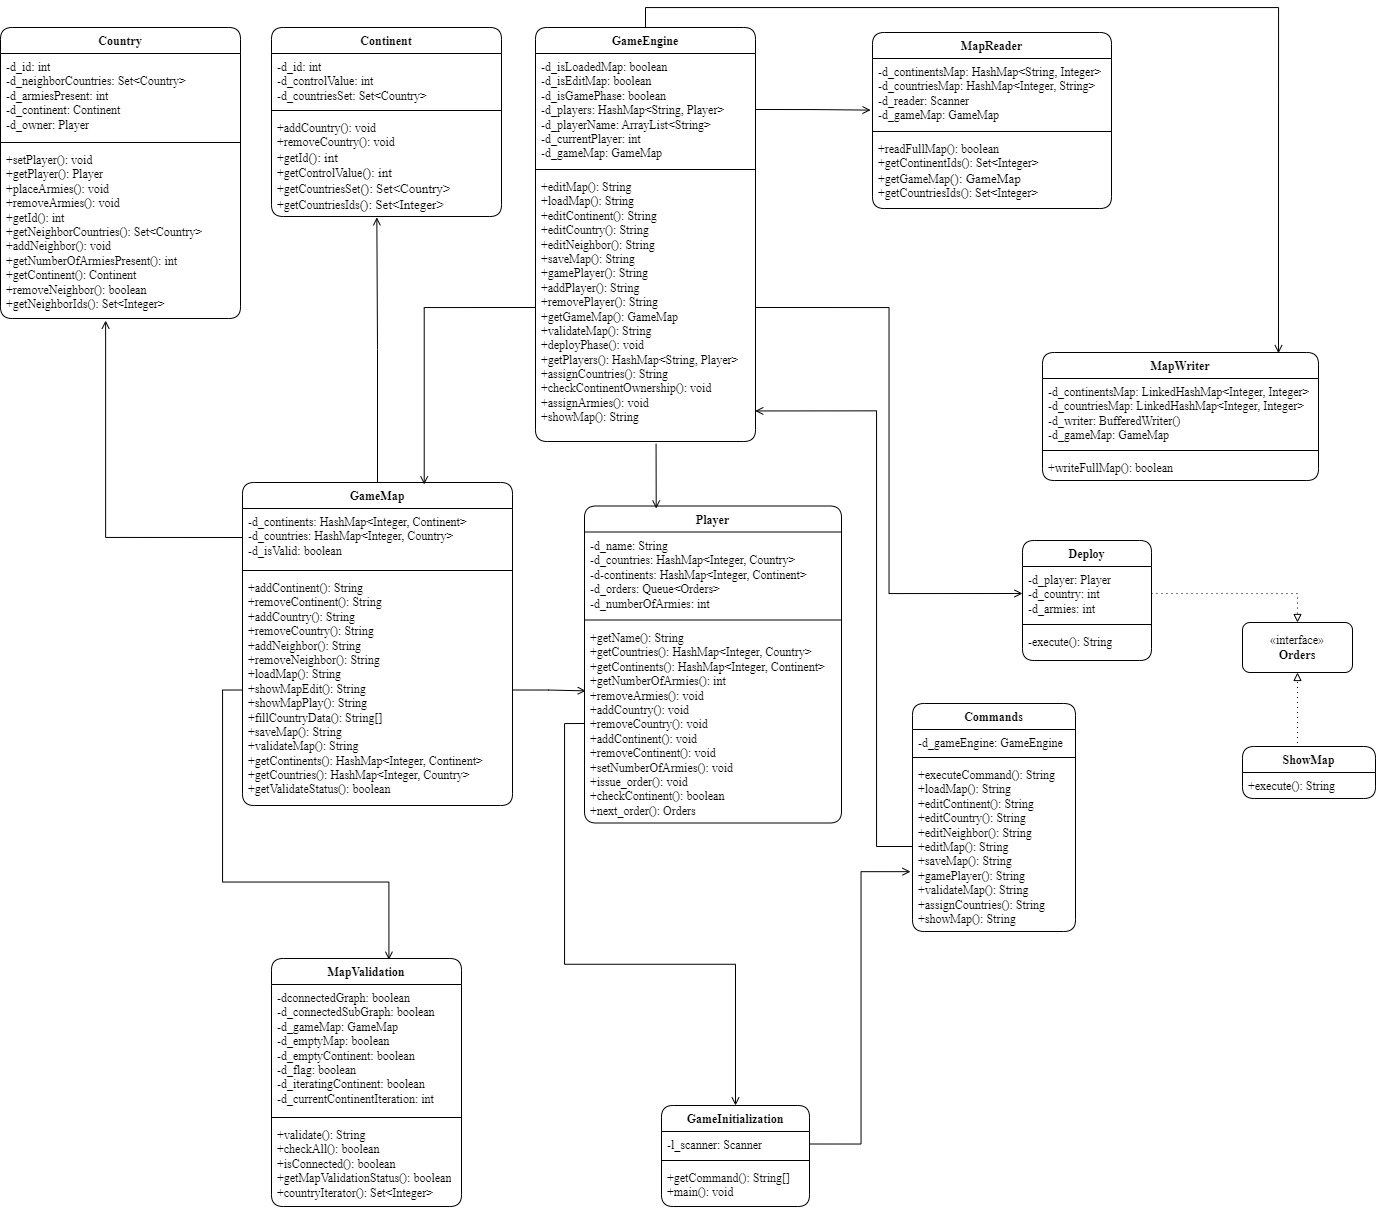 Country
-d_id: int
-d_neighborCountries: Set<Country>
-d_armiesPresent: int
-d_continent: Continent
-d_owner: Player
+setPlayer(): void
+getPlayer(): Player
+placeArmies(): void
+removeArmies(): void
+getId(): int
+getNeighborCountries(): Set<Country>
+addNeighbor(): void
+getNumberOfArmiesPresent(): int
+getContinent(): Continent
+removeNeighbor(): boolean
+getNeighborIds(): Set<Integer>
Continent
-d_id: int
-d_controlValue: int
-d_countriesSet: Set<Country>
+addCountry(): void
+removeCountry(): void
+getId(): int
+getControlValue(): int
+getCountriesSet(): Set<Country>
+getCountriesIds(): Set<Integer>
GameEngine
-d_isLoadedMap: boolean
-d_isEditMap: boolean
-d_isGamePhase: boolean
-d_players: HashMap<String, Player>
-d_playerName: ArrayList<String>
-d_currentPlayer: int
-d_gameMap: GameMap
+editMap(): String
+loadMap(): String
+editContinent(): String
+editCountry(): String
+editNeighbor(): String
+saveMap(): String
+gamePlayer(): String
+addPlayer(): String
+removePlayer(): String
+getGameMap(): GameMap
+validateMap(): String
+deployPhase(): void
+getPlayers(): HashMap<String, Player>
+assignCountries(): String
+checkContinentOwnership(): void
+assignArmies(): void
+showMap(): String
MapReader
-d_continentsMap: HashMap<String, Integer>
-d_countriesMap: HashMap<Integer, String>
-d_reader: Scanner
-d_gameMap: GameMap
+readFullMap(): boolean
+getContinentIds(): Set<Integer>
+getGameMap(): GameMap
+getCountriesIds(): Set<Integer>
MapWriter
-d_continentsMap: LinkedHashMap<Integer, Integer>
-d_countriesMap: LinkedHashMap<Integer, Integer>
-d_writer: BufferedWriter()
-d_gameMap: GameMap
+writeFullMap(): boolean
GameMap
-d_continents: HashMap<Integer, Continent>
-d_countries: HashMap<Integer, Country>
-d_isValid: boolean
+addContinent(): String
+removeContinent(): String
+addCountry(): String
+removeCountry(): String
+addNeighbor(): String
+removeNeighbor(): String
+loadMap(): String
+showMapEdit(): String
+showMapPlay(): String
+fillCountryData(): String[]
+saveMap(): String
+validateMap(): String
+getContinents(): HashMap<Integer, Continent>
+getCountries(): HashMap<Integer, Country>
+getValidateStatus(): boolean
Player
-d_name: String
-d_countries: HashMap<Integer, Country>
-d-continents: HashMap<Integer, Continent>
-d_orders: Queue<Orders>
-d_numberOfArmies: int
+getName(): String
+getCountries(): HashMap<Integer, Country>
+getContinents(): HashMap<Integer, Continent>
+getNumberOfArmies(): int
+removeArmies(): void
+addCountry(): void
+removeCountry(): void
+addContinent(): void
+removeContinent(): void
+setNumberOfArmies(): void
+issue_order(): void
+checkContinent(): boolean
+next_order(): Orders
Deploy
-d_player: Player
-d_country: int
-d_armies: int
-execute(): String
«interface»
Orders
Commands
-d_gameEngine: GameEngine
+executeCommand(): String
+loadMap(): String
+editContinent(): String
+editCountry(): String
+editNeighbor(): String
+editMap(): String
+saveMap(): String
+gamePlayer(): String
+validateMap(): String
+assignCountries(): String
+showMap(): String
ShowMap
+execute(): String
MapValidation
-dconnectedGraph: boolean
-d_connectedSubGraph: boolean
-d_gameMap: GameMap
-d_emptyMap: boolean
-d_emptyContinent: boolean
-d_flag: boolean
-d_iteratingContinent: boolean
-d_currentContinentIteration: int
+validate(): String
+checkAll(): boolean
+isConnected(): boolean
+getMapValidationStatus(): boolean
+countryIterator(): Set<Integer>
GameInitialization
-l_scanner: Scanner
+getCommand(): String[]
+main(): void